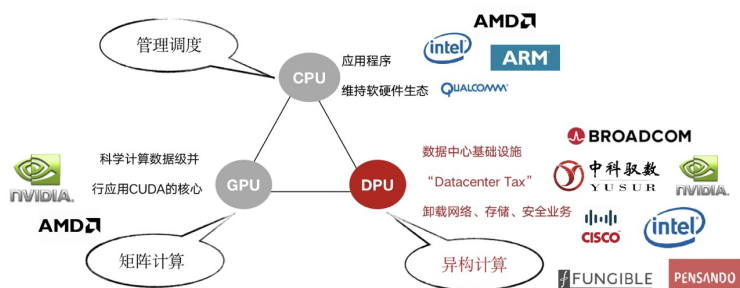 管理调度
CPU
应用程序
维持软硬件生态
AMD
intel
ARM
QUALCOMM
NVIDIA.
AMD
科学计算数据级并
行应用CUDA的核心
GPU
矩阵计算
DPU
数据中心基础设施
“Datacenter Tax”
卸载网络、存储、安全业务
异构计算
BROADCOM
中科驭数
YUSUR
NVIDIA.
CISCO
intel
FUNGIBLE
PENSANDO